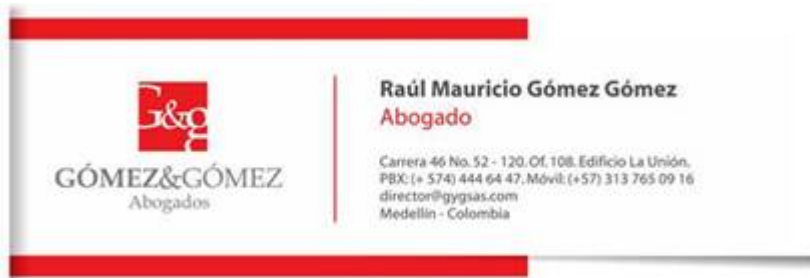 G&g
GÓMEZ&GÓMEZ
Abogados
Raúl Mauricio Gómez Gómez
Abogado
Carrera 46 No. 52 - 120. Of. 108. Edificio La Unión.
PBX: (+ 574) 444 64 47. Móvil: (+57) 313 765 09 16
director@gygsas.com
Medellín - Colombia